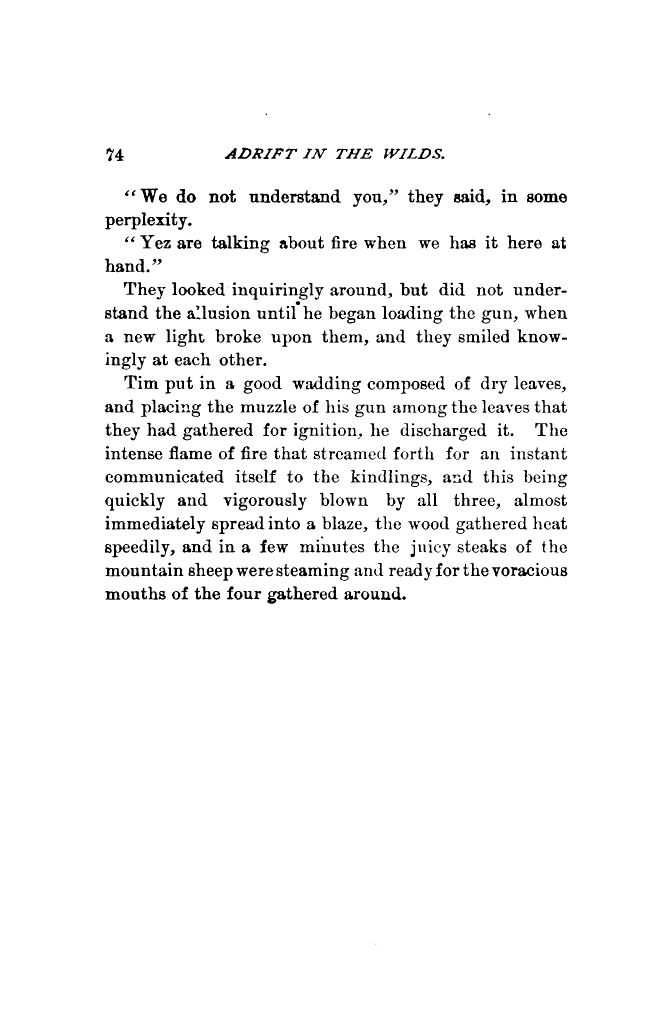 74 ADRIFT IN THE WILDS.
“We do not understand you,” they said, in some
perplexity.
“Yez are talking about fire when we has it here at
hand.”
They looked inquiringly around, but did not under-
stand the allusion until he began loading the gun, when
a new light broke upon them, and they smiled know-
ingly at each other.
Tim put in a good wadding composed of dry leaves,
and placing the muzzle of his gun among the leaves that
they had gathered for ignition, he discharged it. The
intense flame of fire that streamed forth for an instant
communicated itself to the kindlings, and this being
quickly and vigorously blown by all three, almost
immediately spread into a blaze, the wood gathered heat
speedily, and in a few minutes the juicy steaks of the
mountain sheep were steaming and ready for the voracious
mouths of the four gathered around.